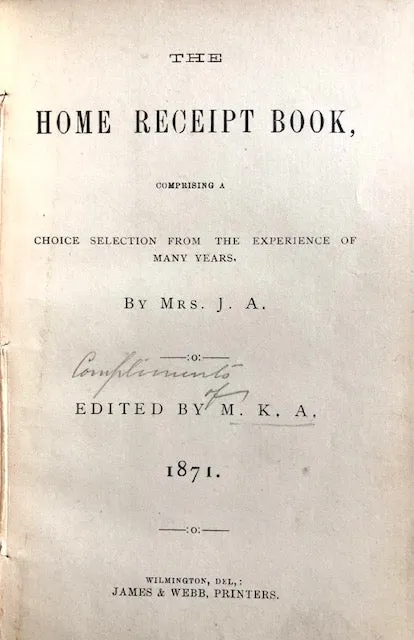 THE
HOME RECEIPT BOOK,
COMPRISING A
CHOICE SELECTION FROM THE EXPERIENCE OF
MANY YEARS.
BY MRS. J. A.
:O:
Compliments
of
EDITED BY M. K. A.
1871.
:O:
WILMINGTON, DEL,:
JAMES & WEBB, PRINTERS.